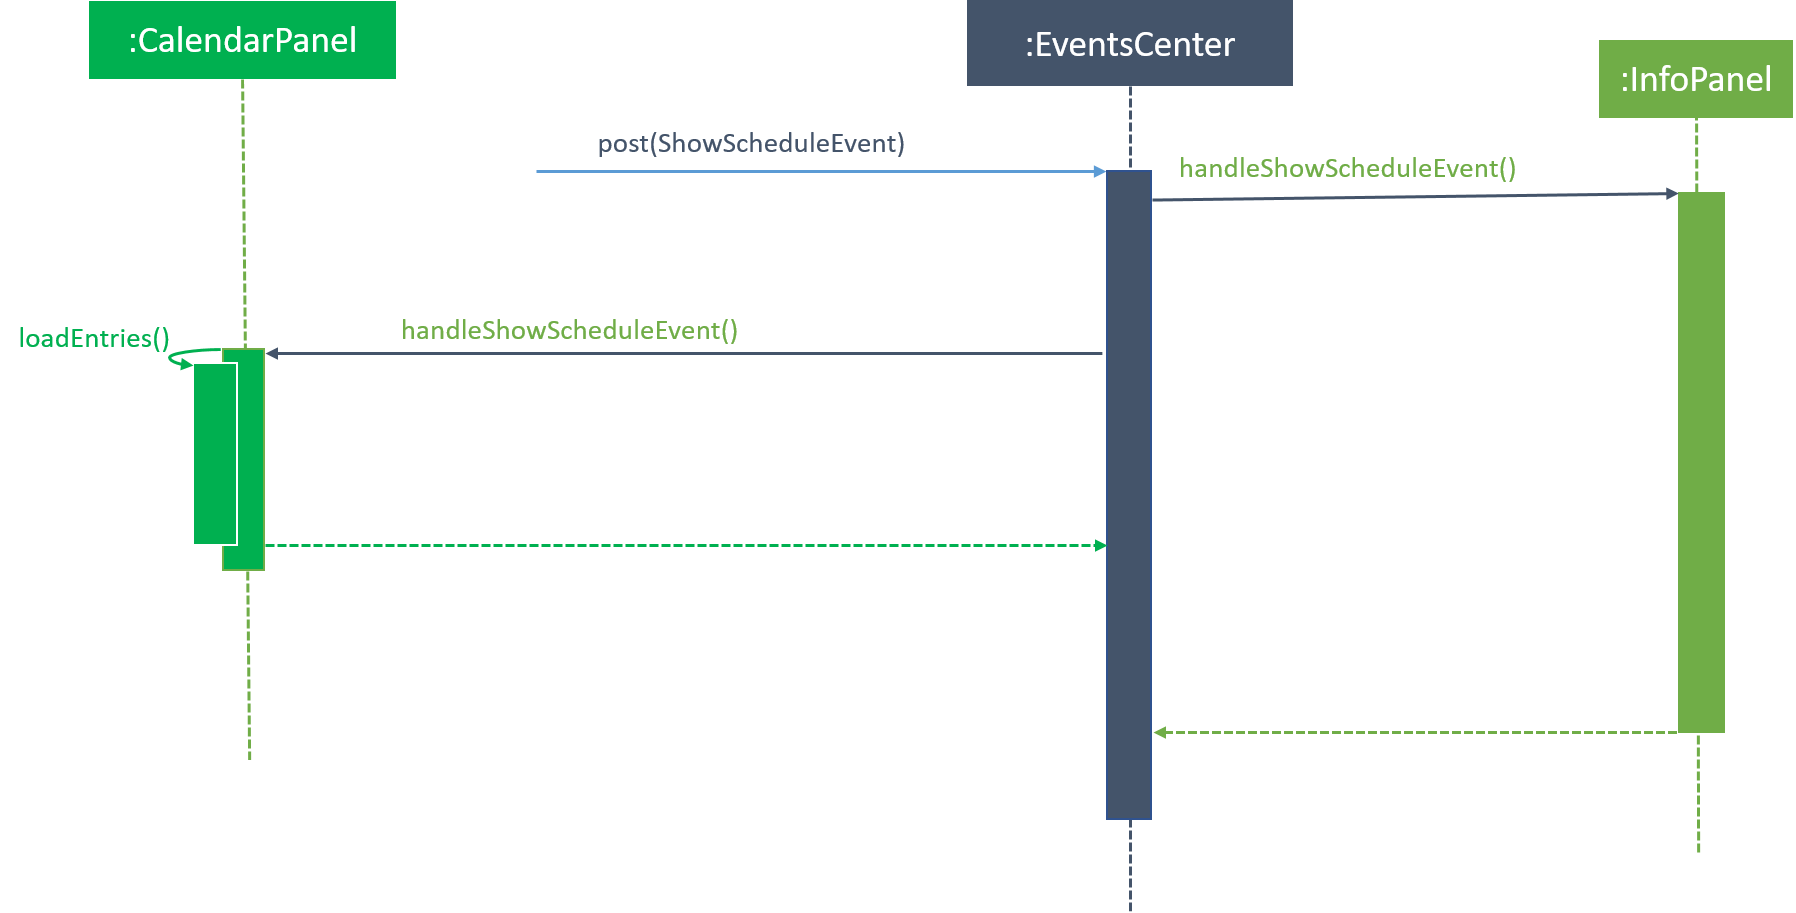 :CalendarPanel
:EventsCenter
:InfoPanel
post(ShowScheduleEvent)
handleShowScheduleEvent()
handleShowScheduleEvent()
loadEntries()